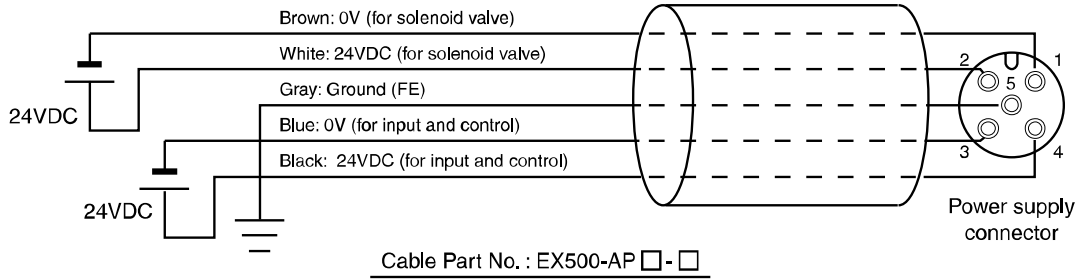 Brown: 0V (for solenoid valve)
White: 24VDC (for solenoid valve)
24VDC
Gray: Ground (FE)
Blue: 0V (for input and control)
Black: 24VDC (for input and control)
24VDC
2
1
5
3
4
Power supply
connector
Cable Part No. : EX500-AP □ - □